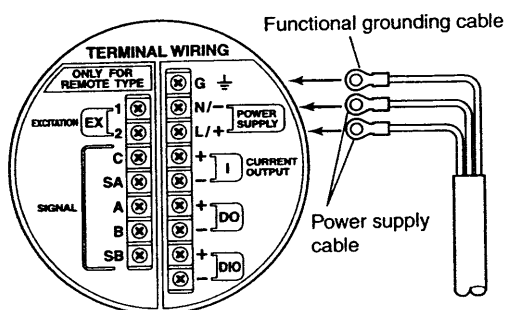 Functional grounding cable
TERMINAL WIRING
ONLY FOR
REMOTE TYPE
EXCITATION EX 1
2
C
SA
SIGNAL A
B
SB
G
N/−
L/+
POWER
SUPPLY
+
−
I
CURRENT
OUTPUT
+
−
DO
+
−
DIO
Power supply
cable